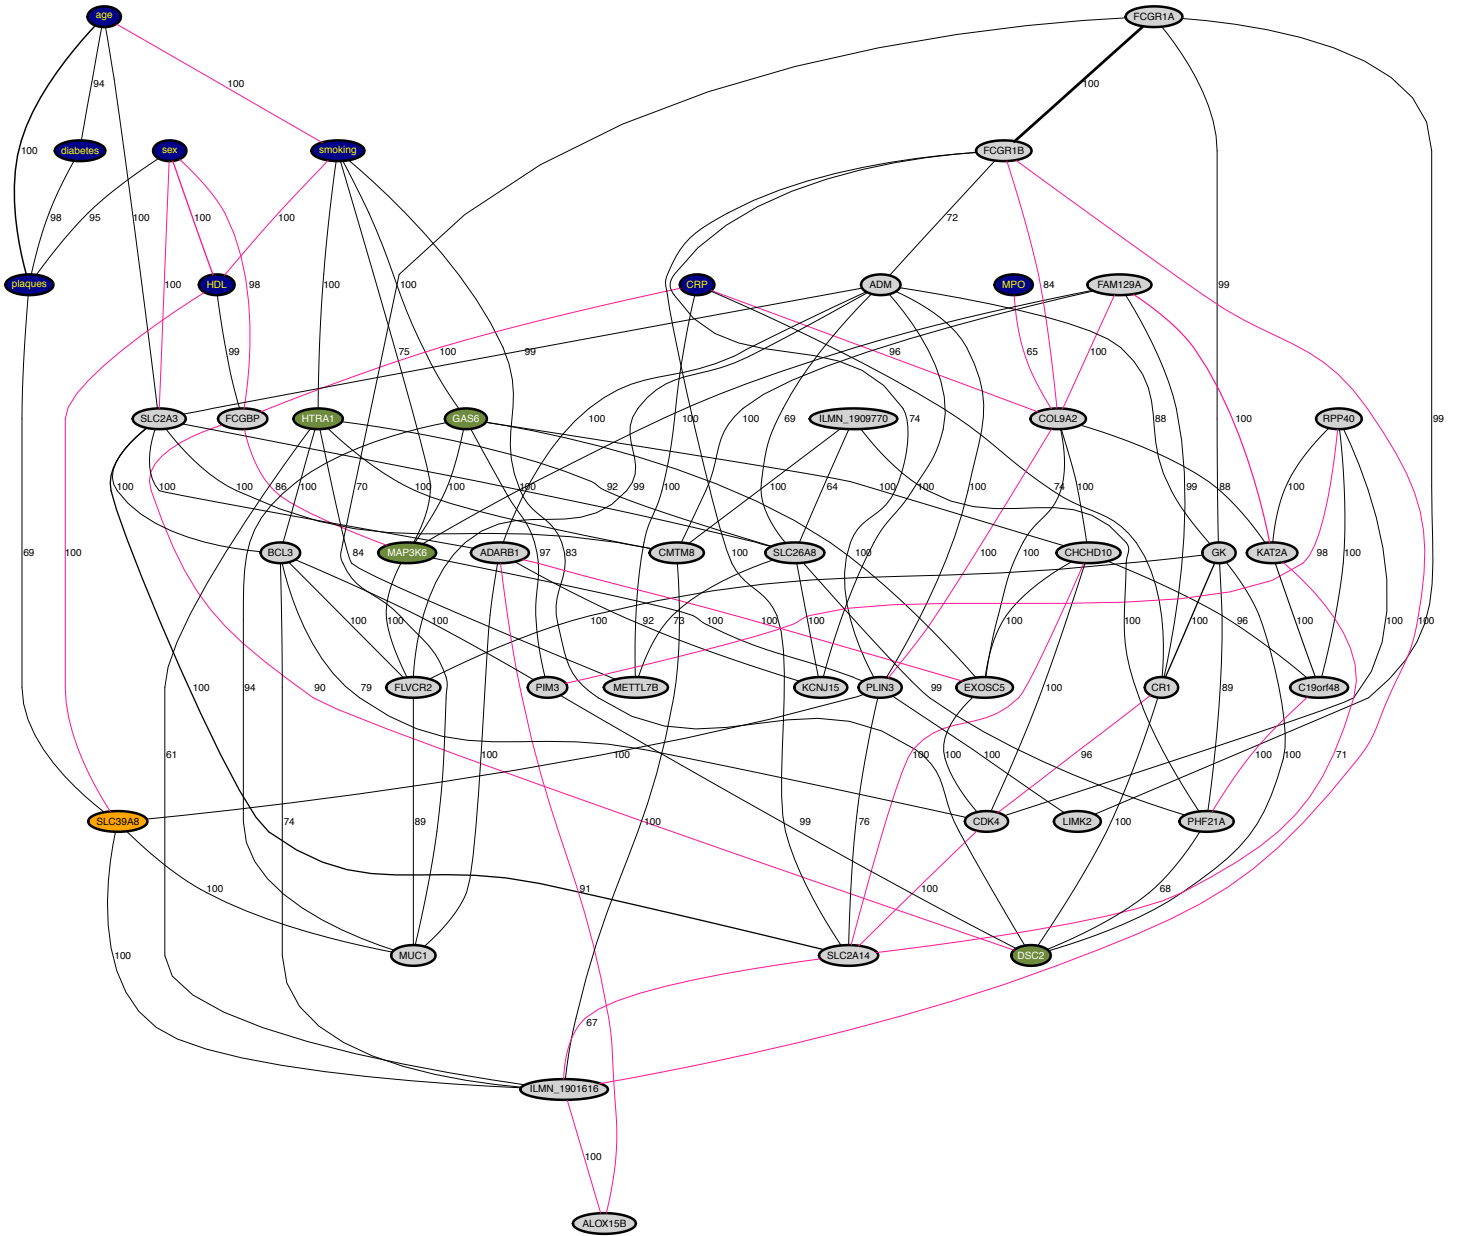 age
FCGR1A
94
100
100
100
diabetes
sex
smoking
FCGR1B
98
95
100
100
100
72
plaques
HDL
CRP
ADM
MPO
FAM129A
100
98
100
100
84
99
99
75
100
99
96
65
100
SLC2A3
FCGBP
HTRA1
GAS6
ILMN_1909770
COL9A2
RPP40
100
100
69
74
88
100
99
100
100
100
86
100
70
100
100
100
92
99
100
100
64
100
100
100
74
100
99
88
100
BCL3
MAP3K6
ADARB1
CMTM8
SLC26A8
CHCHD10
GK
KAT2A
69
100
84
97
83
100
100
100
100
98
100
100
100
100
92
73
100
100
100
100
100
96
100
100
FLVCR2
PIM3
METTL7B
KCNJ15
PLIN3
EXOSC5
CR1
C19orf48
100
94
90
79
99
100
89
61
100
100
100
100
100
96
100
100
71
SLC39A8
CDK4
LIMK2
PHF21A
74
89
100
99
76
100
100
91
100
68
100
MUC1
SLC2A14
DSC2
67
ILMN_1901616
100
ALOX15B